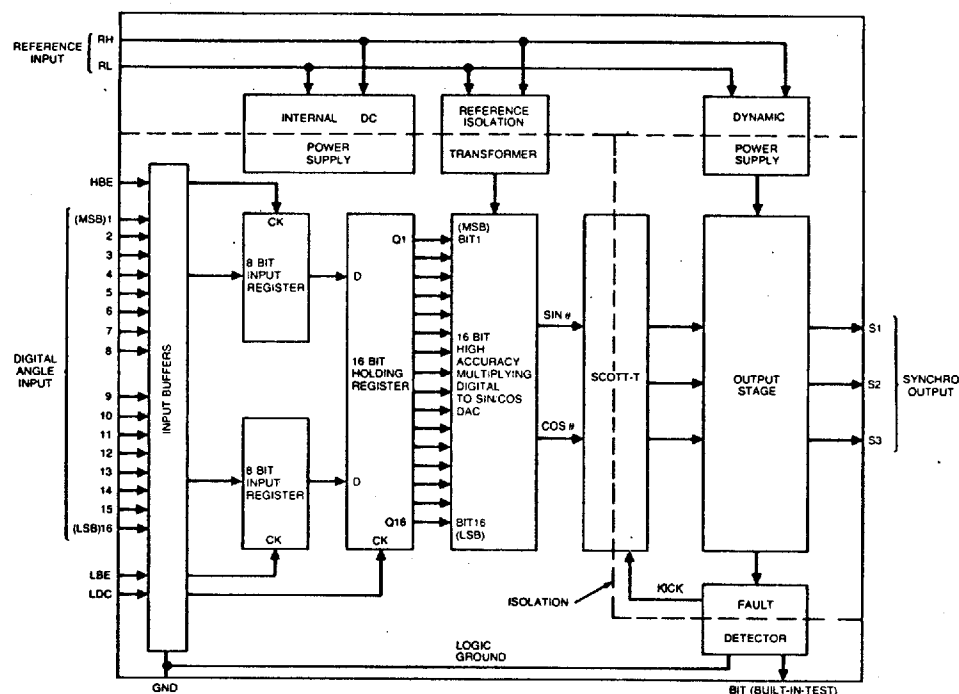 REFERENCE
INPUT
RH
RL
INTERNAL DC
POWER
SUPPLY
REFERENCE
ISOLATION
TRANSFORMER
DYNAMIC
POWER
SUPPLY
HBE
DIGITAL
ANGLE
INPUT
(MSB)1
2
3
4
5
6
7
8
9
10
11
12
13
14
15
(LSB)16
LBE
LDC
INPUT BUFFERS
CK
8 BIT
INPUT
REGISTER
8 BIT
INPUT
REGISTER
CK
D
Q1
16 BIT
HOLDING
REGISTER
D
Q16
CK
(MSB)
BIT1
16 BIT
HIGH
ACCURACY
MULTIPLYING
DIGITAL
TO SIN/COS
DAC
BIT16
(LSB)
SIN θ
COS θ
SCOTT-T
OUTPUT
STAGE
S1
S2
S3
SYNCHRO
OUTPUT
ISOLATION
KICK
FAULT
DETECTOR
LOGIC
GROUND
GND
BIT (BUILT-IN-TEST)